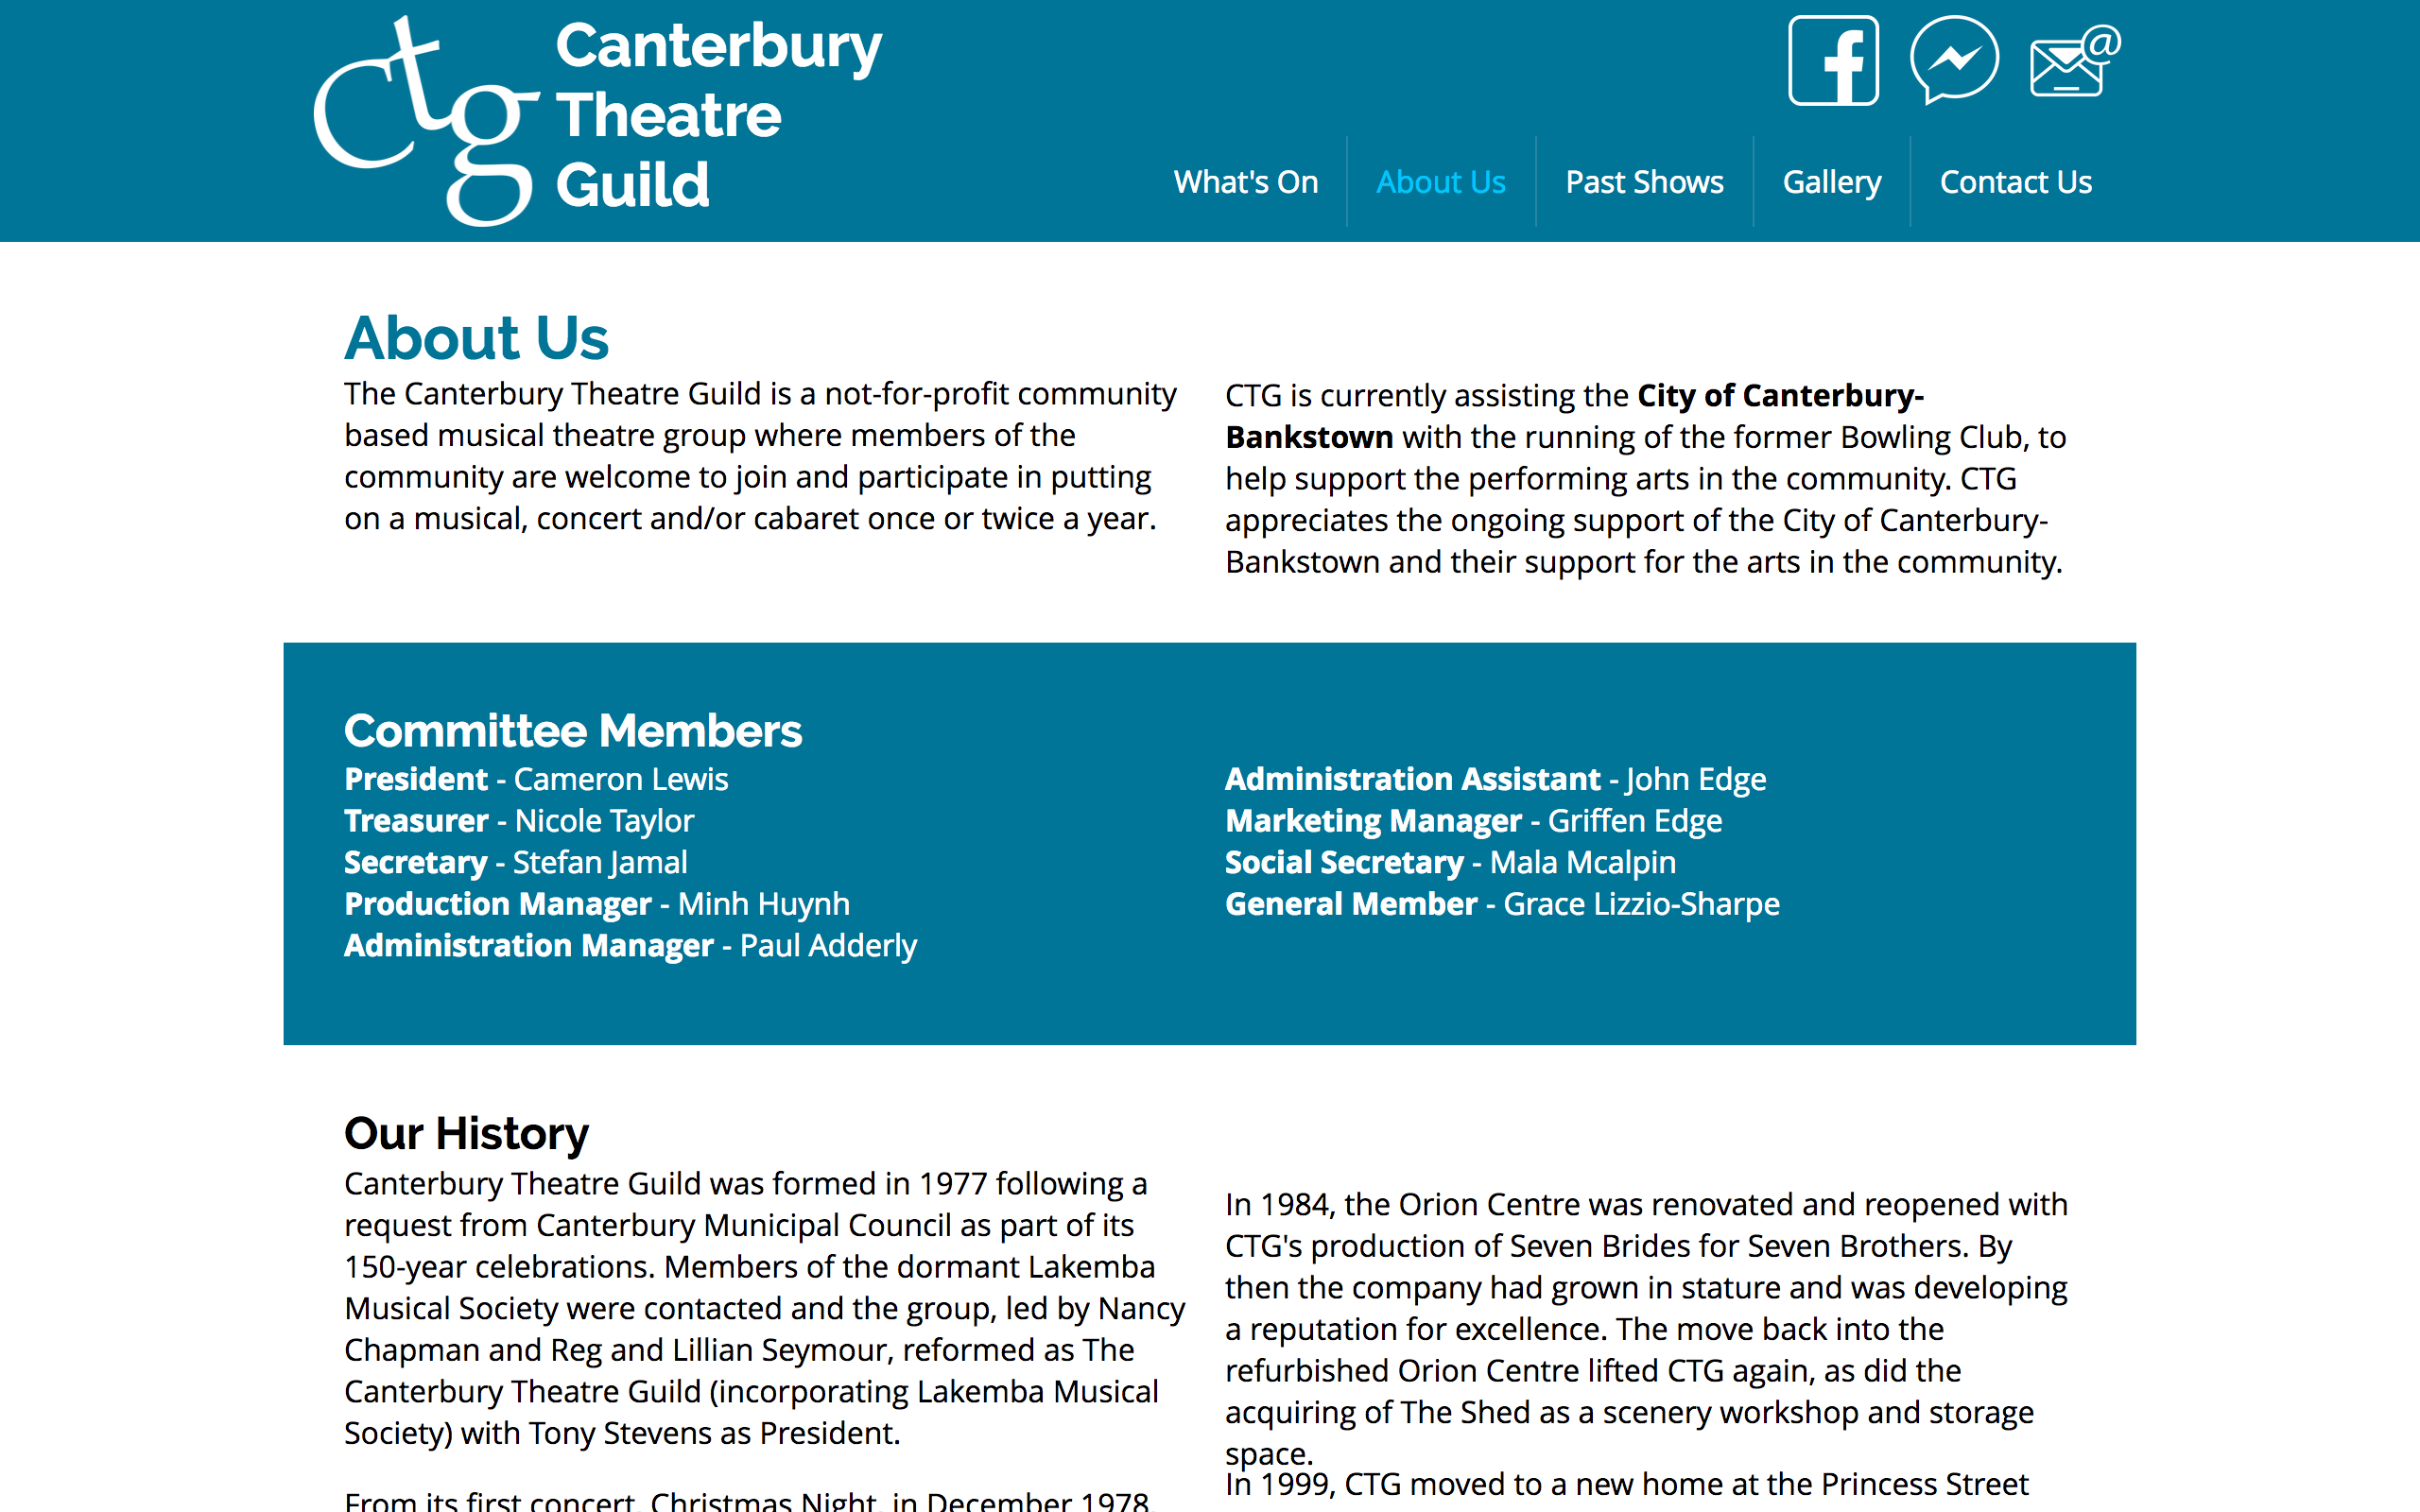 ctg
Canterbury
Theatre
Guild
@
What's On
About Us
Past Shows
Gallery
Contact Us
About Us
The Canterbury Theatre Guild is a not-for-profit community
based musical theatre group where members of the
community are welcome to join and participate in putting
on a musical, concert and/or cabaret once or twice a year.
CTG is currently assisting the City of Canterbury-
Bankstown with the running of the former Bowling Club, to
help support the performing arts in the community. CTG
appreciates the ongoing support of the City of Canterbury-
Bankstown and their support for the arts in the community.
Committee Members
President - Cameron Lewis
Treasurer - Nicole Taylor
Secretary - Stefan Jamal
Production Manager - Minh Huynh
Administration Manager - Paul Adderly
Administration Assistant - John Edge
Marketing Manager - Griffen Edge
Social Secretary - Mala Mcalpin
General Member - Grace Lizzio-Sharpe
Our History
Canterbury Theatre Guild was formed in 1977 following a
request from Canterbury Municipal Council as part of its
150-year celebrations. Members of the dormant Lakemba
Musical Society were contacted and the group, led by Nancy
Chapman and Reg and Lillian Seymour, reformed as The
Canterbury Theatre Guild (incorporating Lakemba Musical
Society) with Tony Stevens as President.
From its first concert, Christmas Night, in December 1978,
In 1984, the Orion Centre was renovated and reopened with
CTG's production of Seven Brides for Seven Brothers. By
then the company had grown in stature and was developing
a reputation for excellence. The move back into the
refurbished Orion Centre lifted CTG again, as did the
acquiring of The Shed as a scenery workshop and storage
space.
In 1999, CTG moved to a new home at the Princess Street